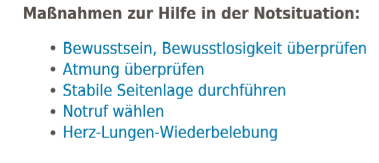 Maßnahmen zur Hilfe in der Notsituation:
• Bewusstsein, Bewusstlosigkeit überprüfen
• Atmung überprüfen
• Stabile Seitenlage durchführen
• Notruf wählen
• Herz-Lungen-Wiederbelebung